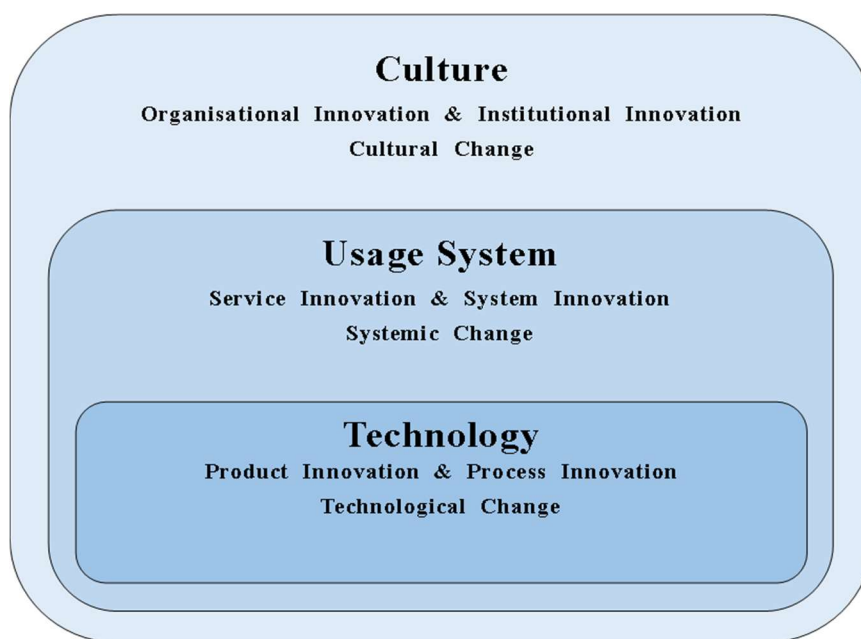 Culture
Organisational Innovation & Institutional Innovation
Cultural Change
Usage System
Service Innovation & System Innovation
Systemic Change
Technology
Product Innovation & Process Innovation
Technological Change